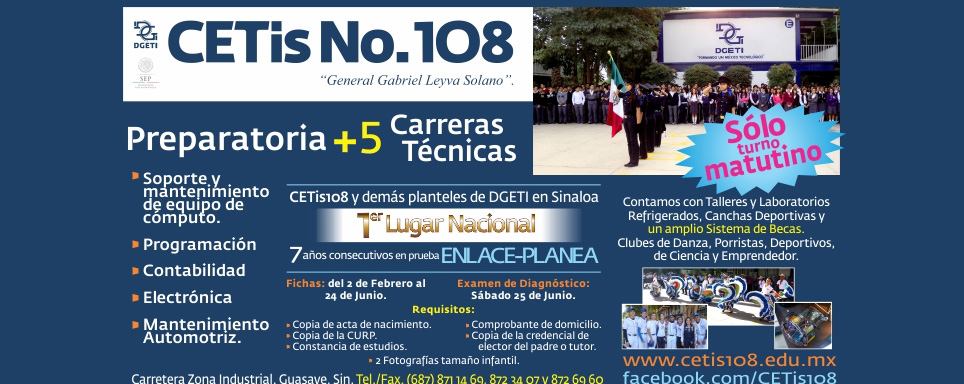 DGETI
SEP
CETis No. 108
"General Gabriel Leyva Solano".
DGETI
"FORMANDO UN MÉXICO TECNOLÓGICO"
Preparatoria +5 Carreras
Técnicas
Sólo
turno
matutino
Soporte y
mantenimiento
de equipo de
cómputo.
Programación
Contabilidad
Electrónica
Mantenimiento
Automotriz.
CETis108 y demás planteles de DGETI en Sinaloa
1er Lugar Nacional
7 años consecutivos en prueba ENLACE-PLANEA
Fichas: del 2 de Febrero al
24 de Junio.
Examen de Diagnóstico:
Sábado 25 de Junio.
Requisitos:
Copia de acta de nacimiento.
Copia de la CURP.
Constancia de estudios.
Comprobante de domicilio.
Copia de la credencial de
elector del padre o tutor.
2 Fotografías tamaño infantil.
Contamos con Talleres y Laboratorios
Refrigerados, Canchas Deportivas y
un amplio Sistema de Becas.
Clubes de Danza, Porristas, Deportivos,
de Ciencia y Emprendedor.
www.cetis108.edu.mx
facebook.com/CETis108
Carretera Zona Industrial, Guasave, Sin. Tel./Fax. (687) 871 14 69, 872 34 07 y 872 69 60